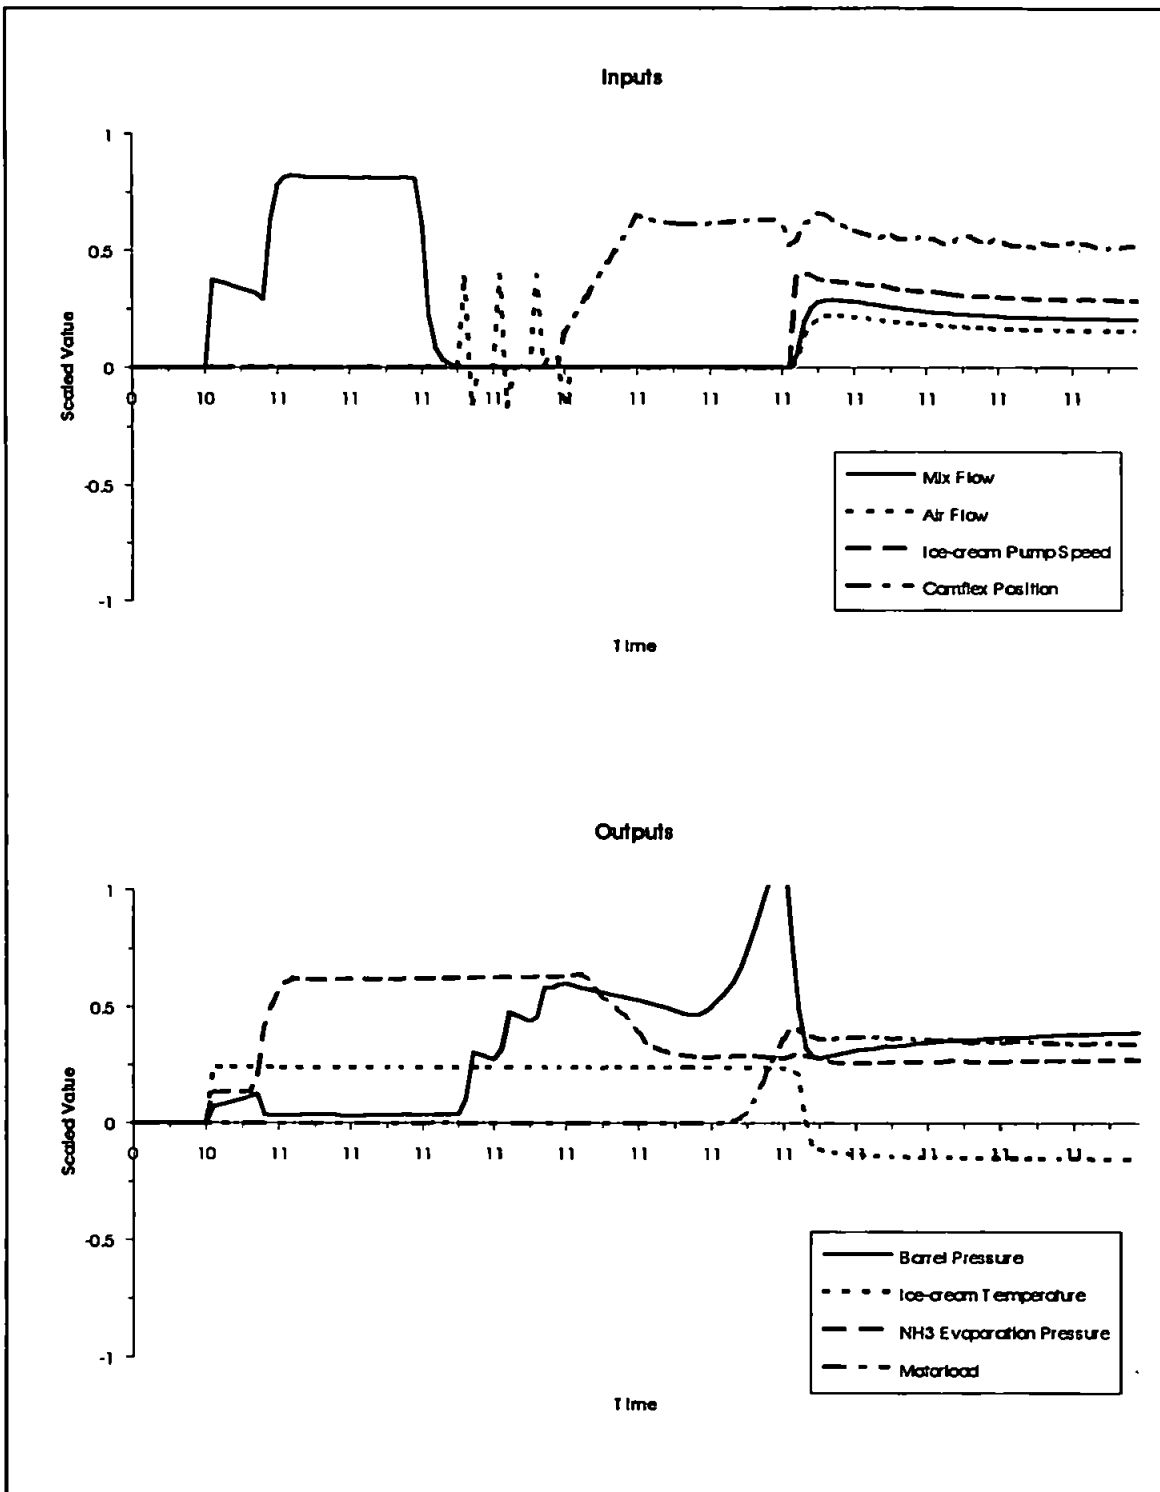 Inputs
1
0.5
0
-0.5
-1
Scaled Value
0 10 11 11 11 11 11 11 11 11 11 11 11
Mix Flow
Air Flow
Ice-cream Pump Speed
Camflex Position
Time
Outputs
1
0.5
0
-0.5
-1
Scaled Value
0 10 11 11 11 11 11 11 11 11 11 11 11 11
Barrel Pressure
Ice-cream Temperature
NH3 Evaporation Pressure
Motorload
Time